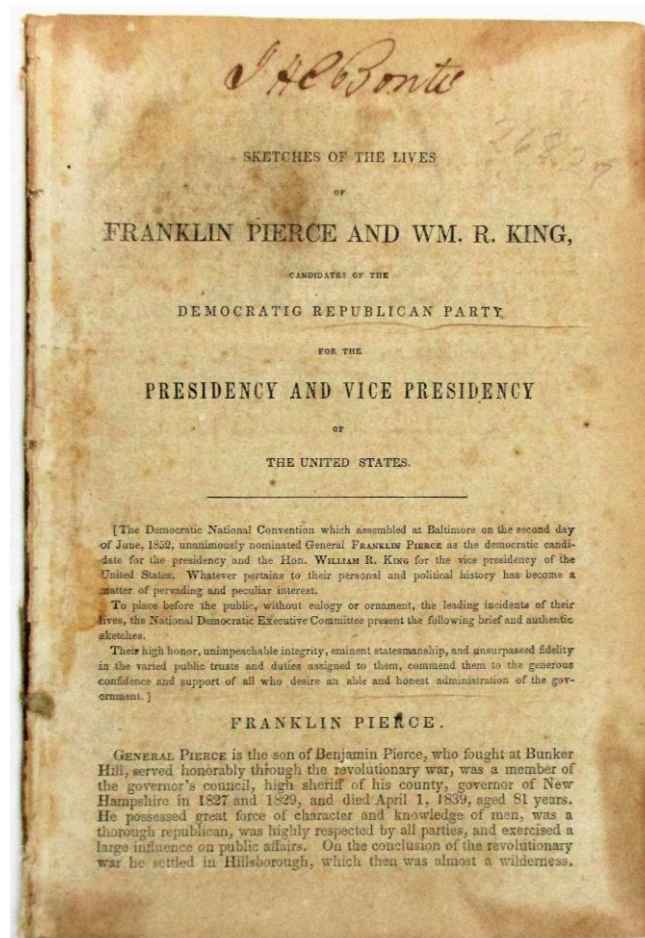 J H C Bonte
268.27
SKETCHES OF THE LIVES
OF
FRANKLIN PIERCE AND WM. R. KING,
CANDIDATES OF THE
DEMOCRATIG REPUBLICAN PARTY
FOR THE
PRESIDENCY AND VICE PRESIDENCY
OF
THE UNITED STATES.
[The Democratic National Convention which assembled at Baltimore on the second day
of June, 1852, unanimously nominated General FRANKLIN PIERCE as the democratic candi-
date for the presidency and the Hon. WILLIAM R. KING for the vice presidency of the
United States. Whatever pertains to their personal and political history has become a
matter of pervading and peculiar interest.
To place before the public, without eulogy or ornament, the leading incidents of their
lives, the National Democratic Executive Committee present the following brief and authentic
sketches.
Their high honor, unimpeachable integrity, eminent statesmanship, and unsurpassed fidelity
in the varied public trusts and duties assigned to them, commend them to the generous
confidence and support of all who desire an able and honest administration of the gov-
ernment.]
FRANKLIN PIERCE.
GENERAL PIERCE is the son of Benjamin Pierce, who fought at Bunker
Hill, served honorably through the revolutionary war, was a member of
the governor's council, high sheriff of his county, governor of New
Hampshire in 1827 and 1829, and died April 1, 1839, aged 81 years.
He possessed great force of character and knowledge of men, was a
thorough republican, was highly respected by all parties, and exercised a
large influence on public affairs. On the conclusion of the revolutionary
war he settled in Hillsborough, which then was almost a wilderness.